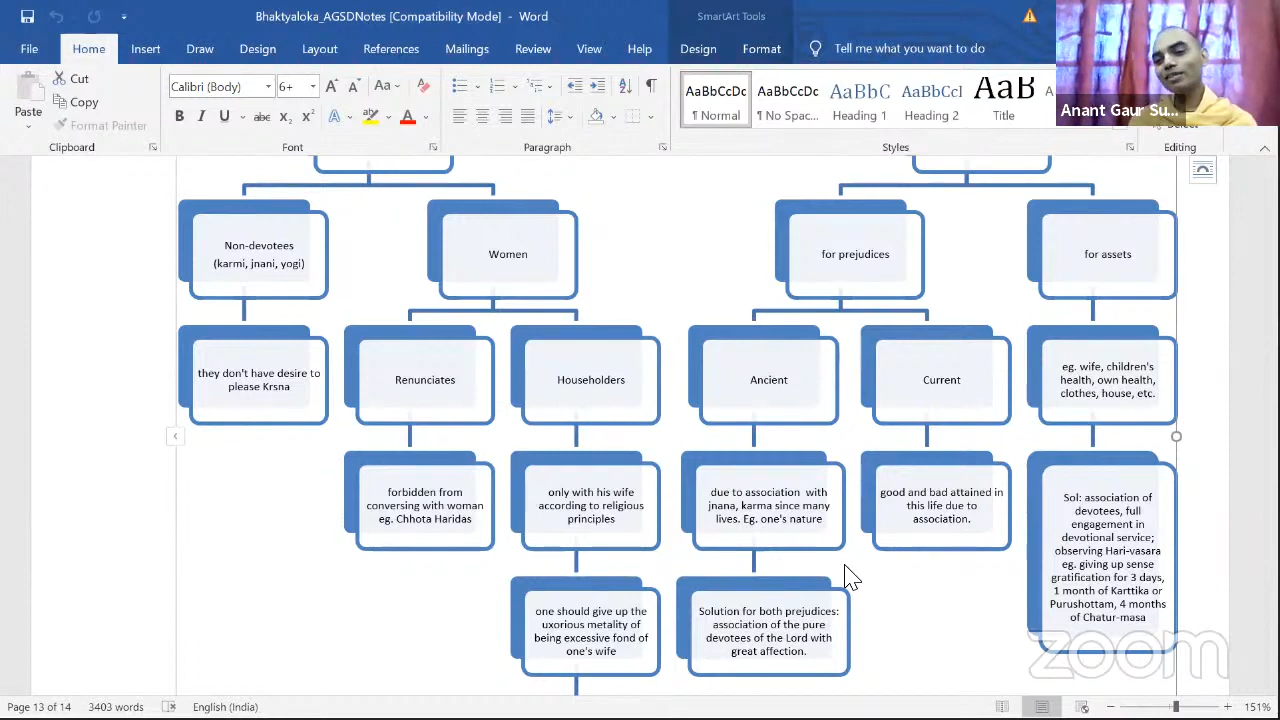 Bhaktyaloka_AGSDNotes [Compatibility Mode] - Word
SmartArt Tools
File Home Insert Draw Design Layout References Mailings Review View Help Design Format Tell me what you want to do
Cut
Copy
Format Painter
Paste
Calibri (Body) 6+
AaBbCcDc AaBbCcDc AaBbC AaBbCcI AaB
¶ Normal ¶ No Spac... Heading 1 Heading 2 Title
Clipboard Font Paragraph Styles Editing
Anant Gaur Su...
Non-devotees
(karmi, jnani, yogi)
Women
for prejudices
for assets
they don't have desire to
please Krsna
Renunciates
Householders
Ancient
Current
eg. wife, children's
health, own health,
clothes, house, etc.
forbidden from
conversing with woman
eg. Chhota Haridas
only with his wife
according to religious
principles
due to association with
jnana, karma since many
lives. Eg. one's nature
good and bad attained in
this life due to
association.
Sol: association of
devotees, full
engagement in
devotional service;
observing Hari-vasara
eg. giving up sense
gratification for 3 days,
1 month of Karttika or
Purushottam, 4 months
of Chatur-masa
one should give up the
uxorious metality of
being excessive fond of
one's wife
Solution for both prejudices:
association of the pure
devotees of the Lord with
great affection.
zoom
Page 13 of 14 3403 words English (India) 151%